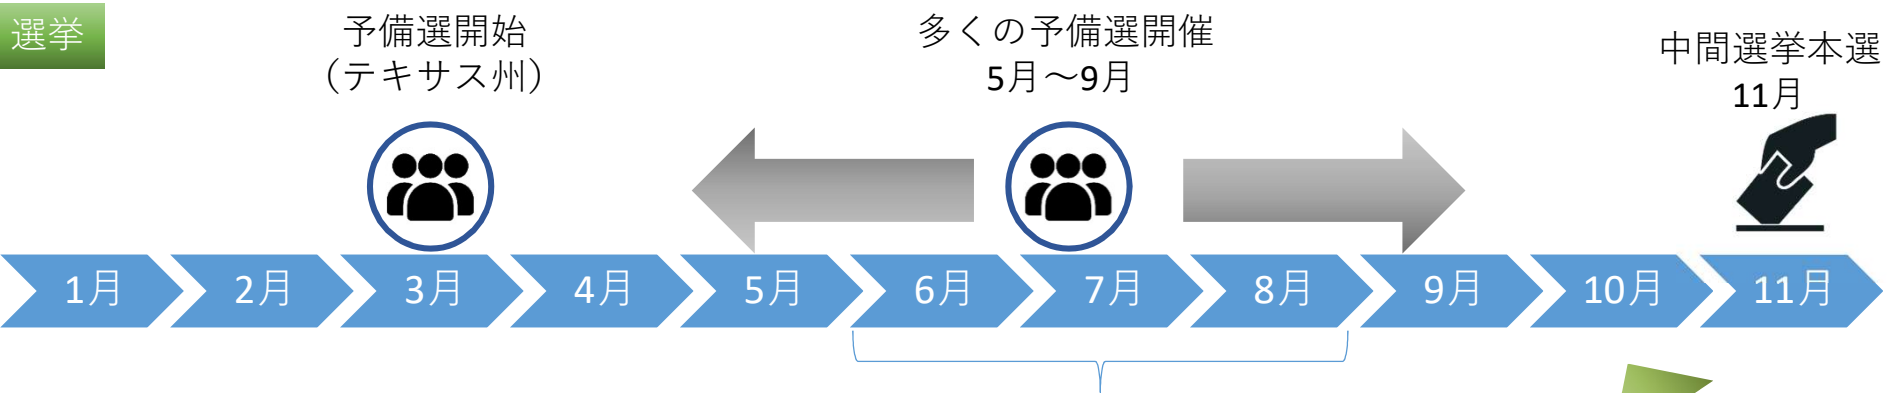 選挙
予備選開始
（テキサス州）
多くの予備選開催
5月～9月
中間選挙本選
11月
1月 2月 3月 4月 5月 6月 7月 8月 9月 10月 11月